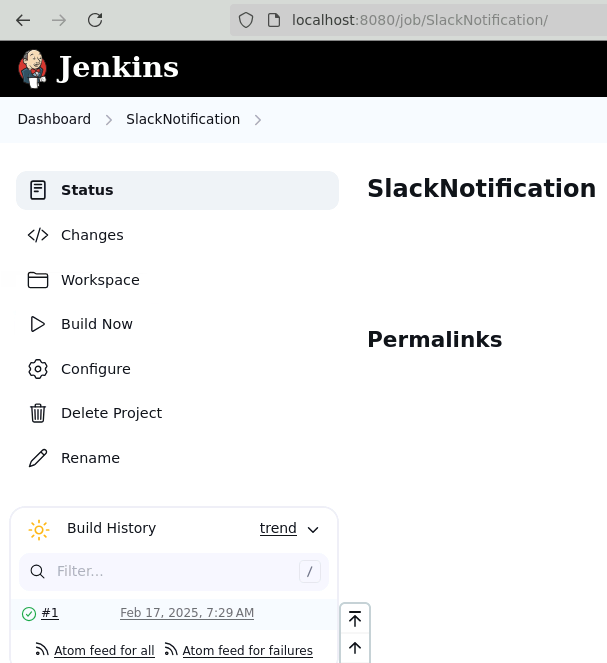 localhost:8080/job/SlackNotification/
Jenkins
Dashboard > SlackNotification >
Status
SlackNotification
Changes
Workspace
Build Now
Permalinks
Configure
Delete Project
Rename
Build History trend
Filter... /
#1 Feb 17, 2025, 7:29 AM
Atom feed for all Atom feed for failures